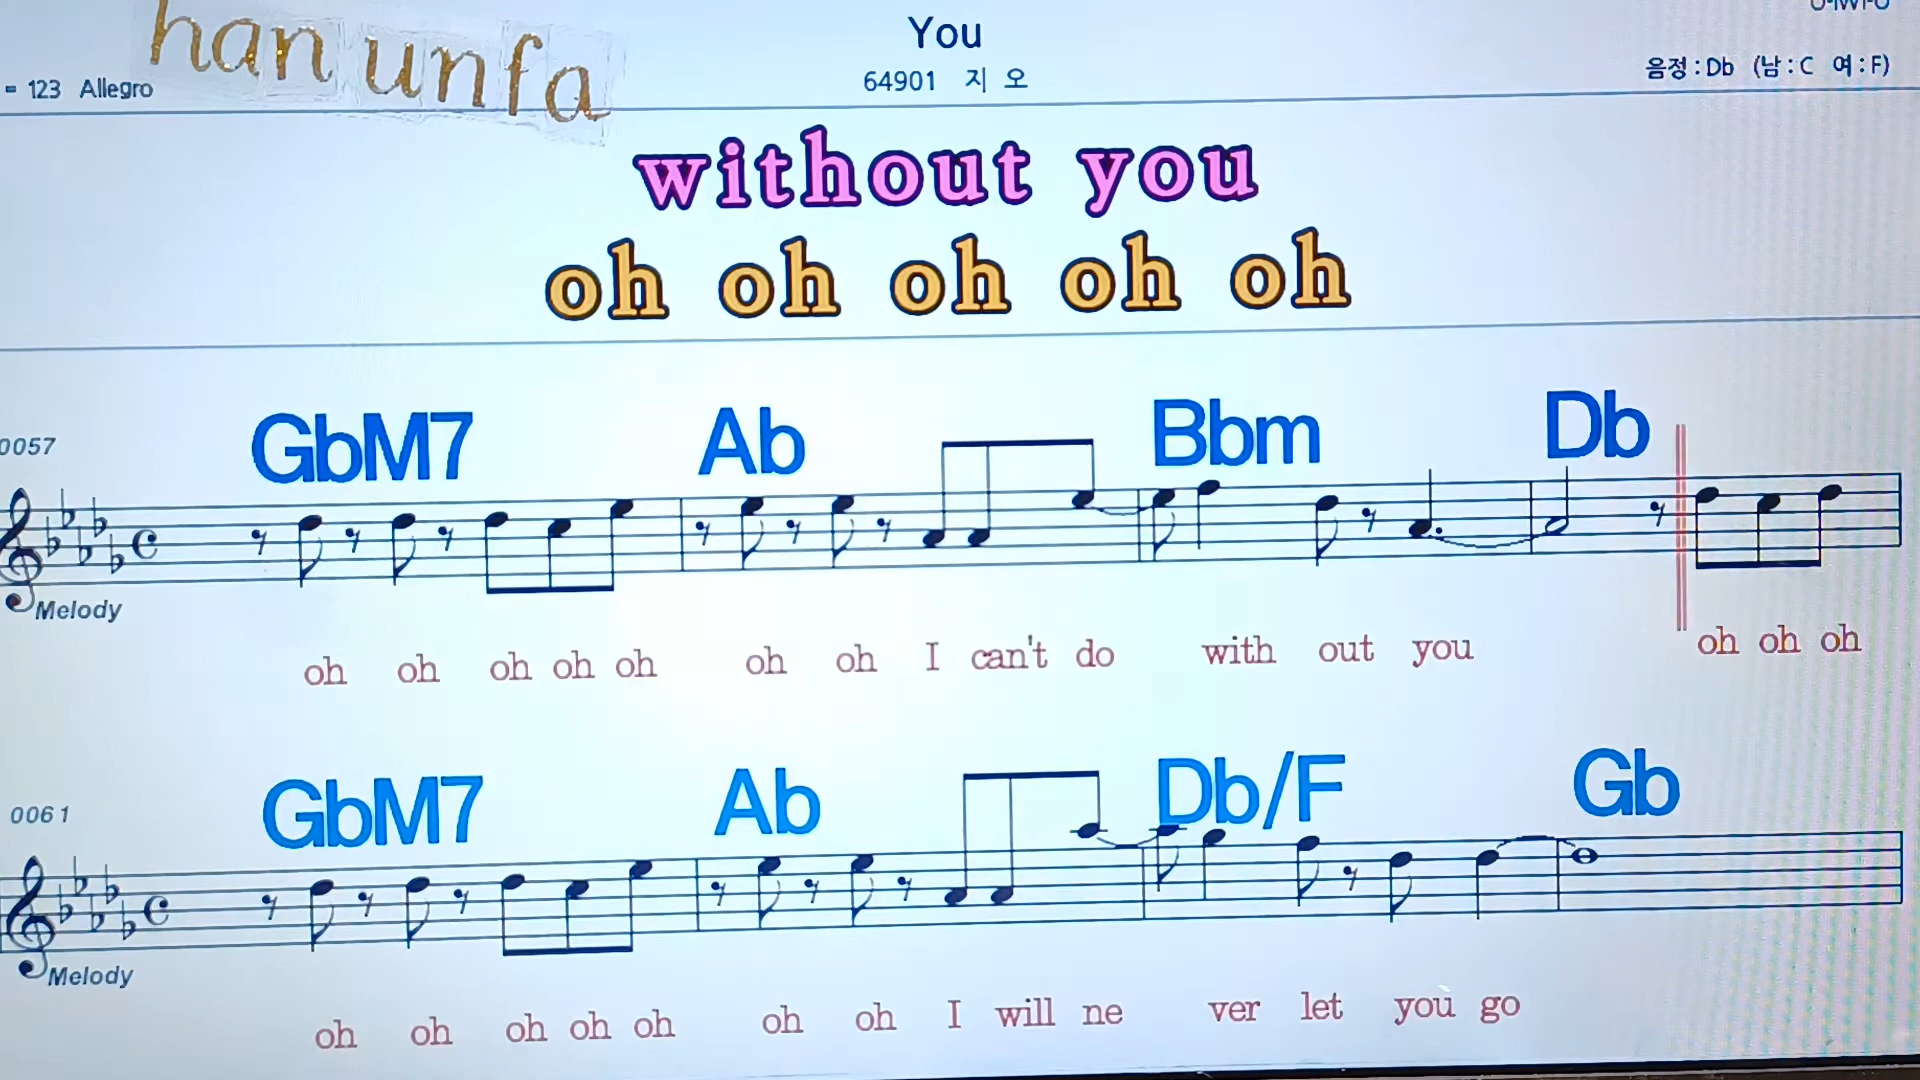 han unfa
You
= 123 Allegro
64901 지 오
음정 : Db (남 : C 여 : F)
without you
oh oh oh oh oh
0057
GbM7 Ab Bbm Db
Melody
oh oh oh oh oh oh oh I can't do with out you oh oh oh
0061
GbM7 Ab Db/F Gb
Melody
oh oh oh oh oh oh oh I will ne ver let you go